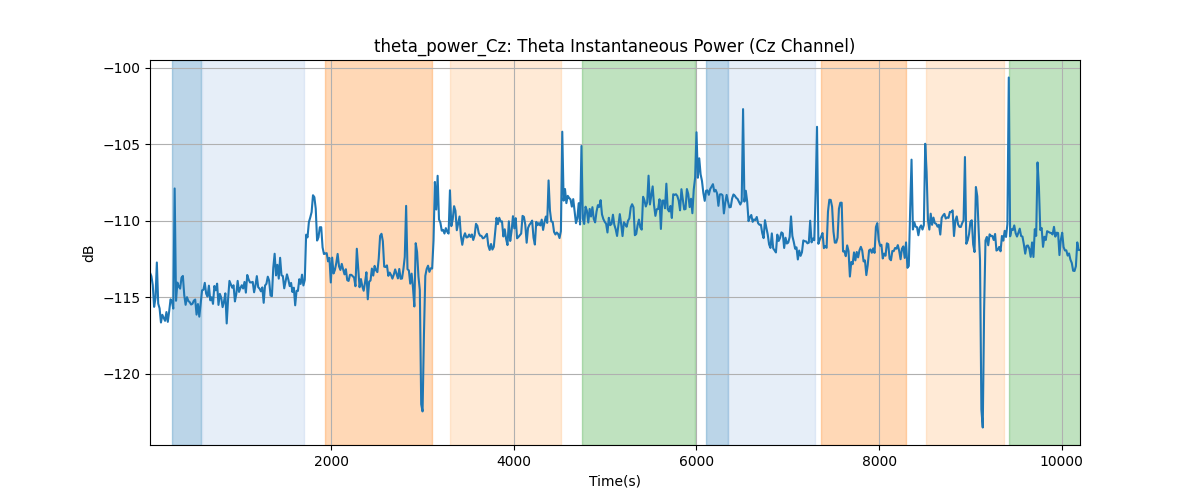 theta_power_Cz: Theta Instantaneous Power (Cz Channel)
dB
−100
−105
−110
−115
−120
2000 4000 6000 8000 10000
Time(s)